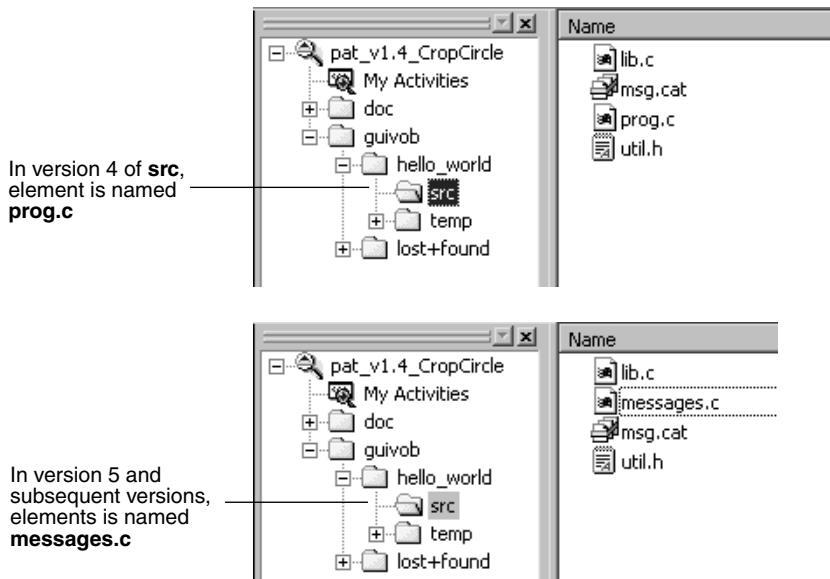 Name
pat_v1.4_CropCircle
My Activities
doc
guivob
hello_world
src
temp
lost+found
lib.c
msg.cat
prog.c
util.h
In version 4 of src,
element is named
prog.c
Name
pat_v1.4_CropCircle
My Activities
doc
guivob
hello_world
src
temp
lost+found
lib.c
messages.c
msg.cat
util.h
In version 5 and
subsequent versions,
elements is named
messages.c